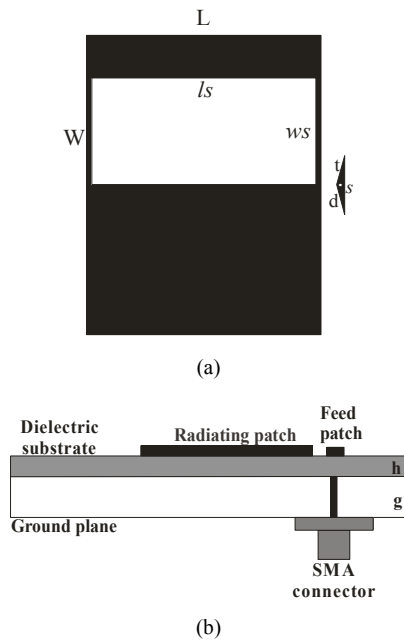 L
ls
W
ws
t
s
d
(a)
Dielectric
substrate
Radiating patch
Feed
patch
h
g
Ground plane
SMA
connector
(b)